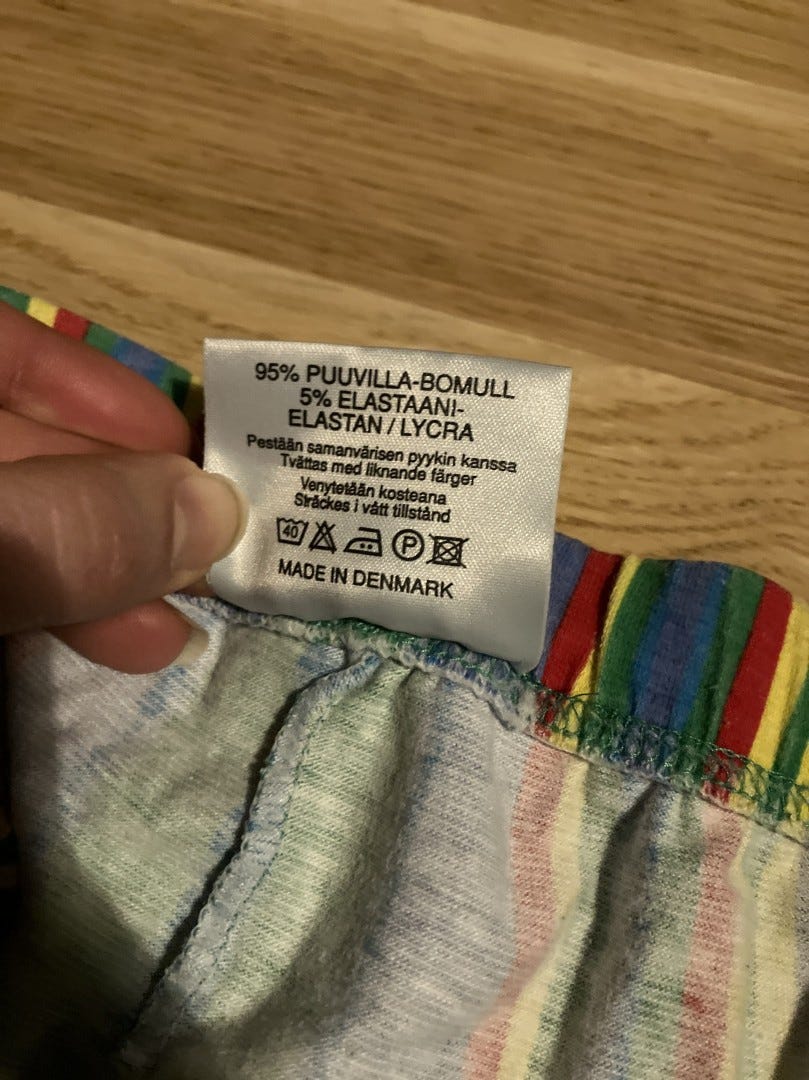 95% PUUVILLA-BOMULL
5% ELASTAANI-
ELASTAN / LYCRA
Pestään samanvärisen pyykin kanssa
Tvättas med liknande färger
Venytetään kosteana
Sträckes i vått tillstånd
40 P
MADE IN DENMARK